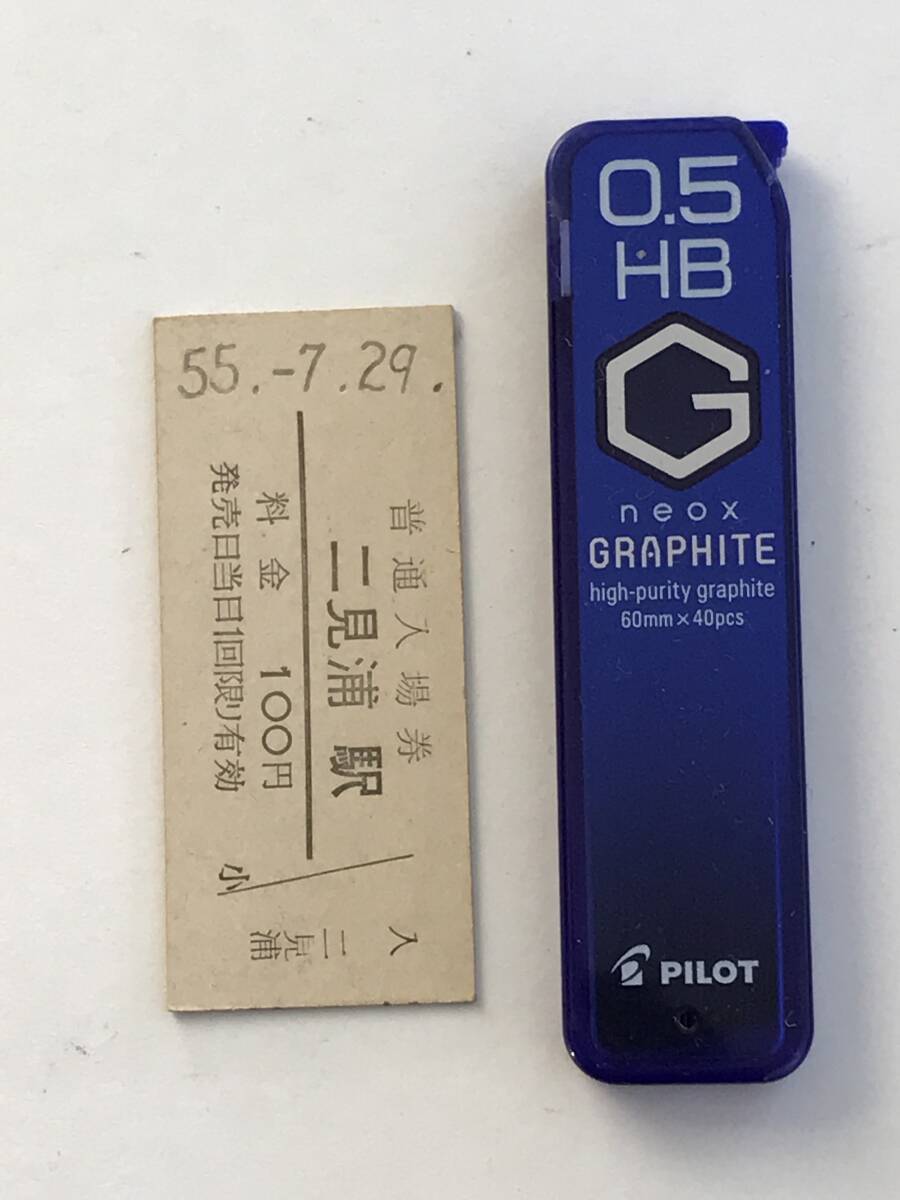 55.-7.29.
普通入場券
二見浦駅
料金 100円
発売日当日1回限り有効
小
入
二見浦
0.5
HB
G
neox
GRAPHITE
high-purity graphite
60mm×40pcs
PILOT